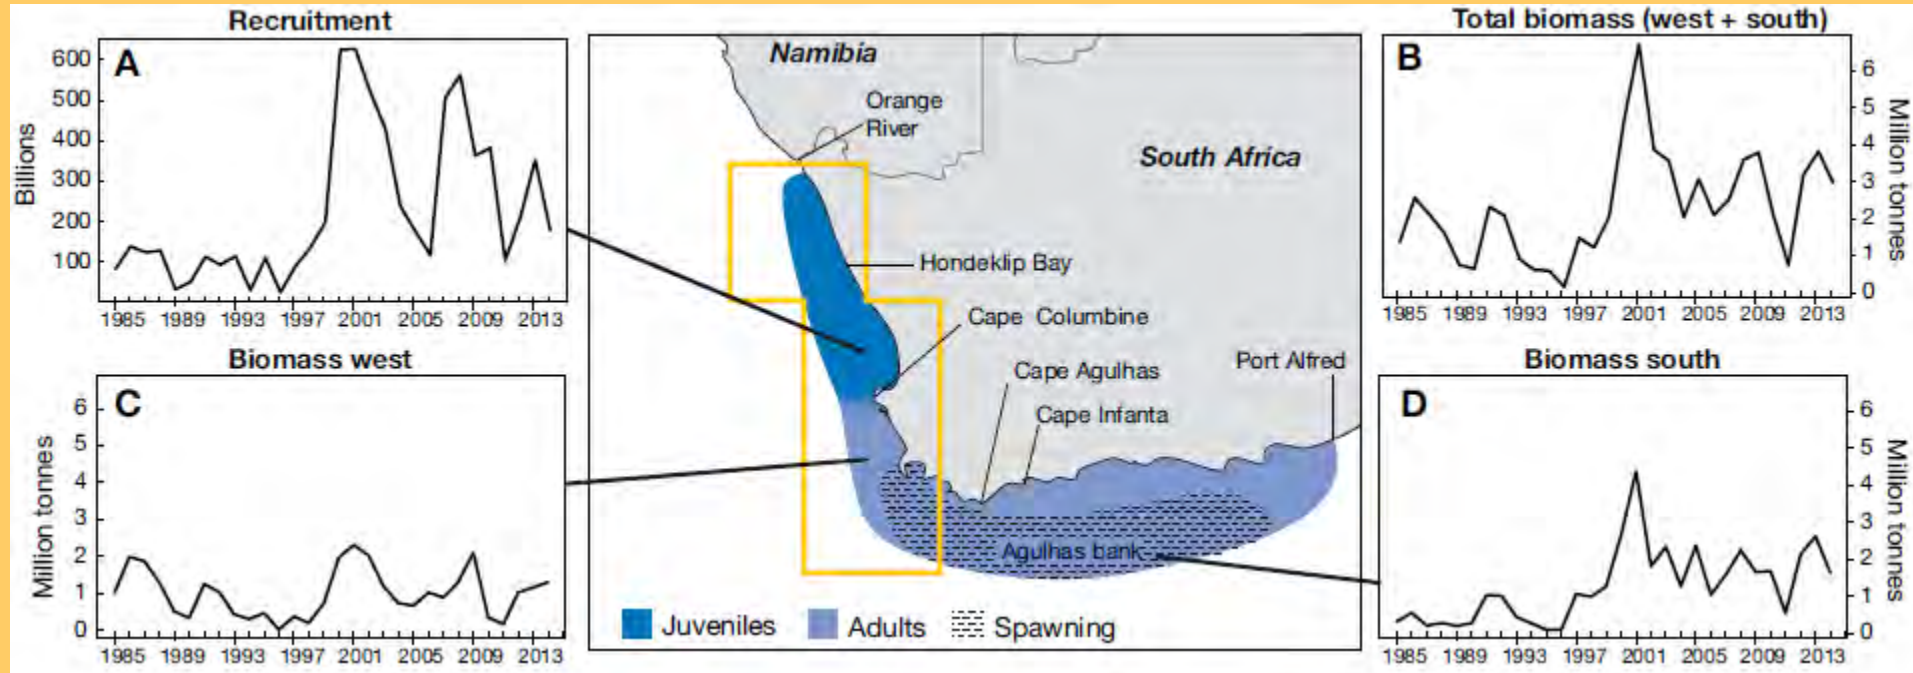 Recruitment
A
Billions
600
500
400
300
200
100
1985 1989 1993 1997 2001 2005 2009 2013
Biomass west
C
Million tonnes
6
5
4
3
2
1
0
1985 1989 1993 1997 2001 2005 2009 2013
Namibia
Orange
River
South Africa
Hondeklip Bay
Cape Columbine
Cape Agulhas
Port Alfred
Cape Infanta
Agulhas bank
Juveniles
Adults
Spawning
Total biomass (west + south)
B
6
5
4
3
2
1
0
Million tonnes
1985 1989 1993 1997 2001 2005 2009 2013
Biomass south
D
6
5
4
3
2
1
0
Million tonnes
1985 1989 1993 1997 2001 2005 2009 2013